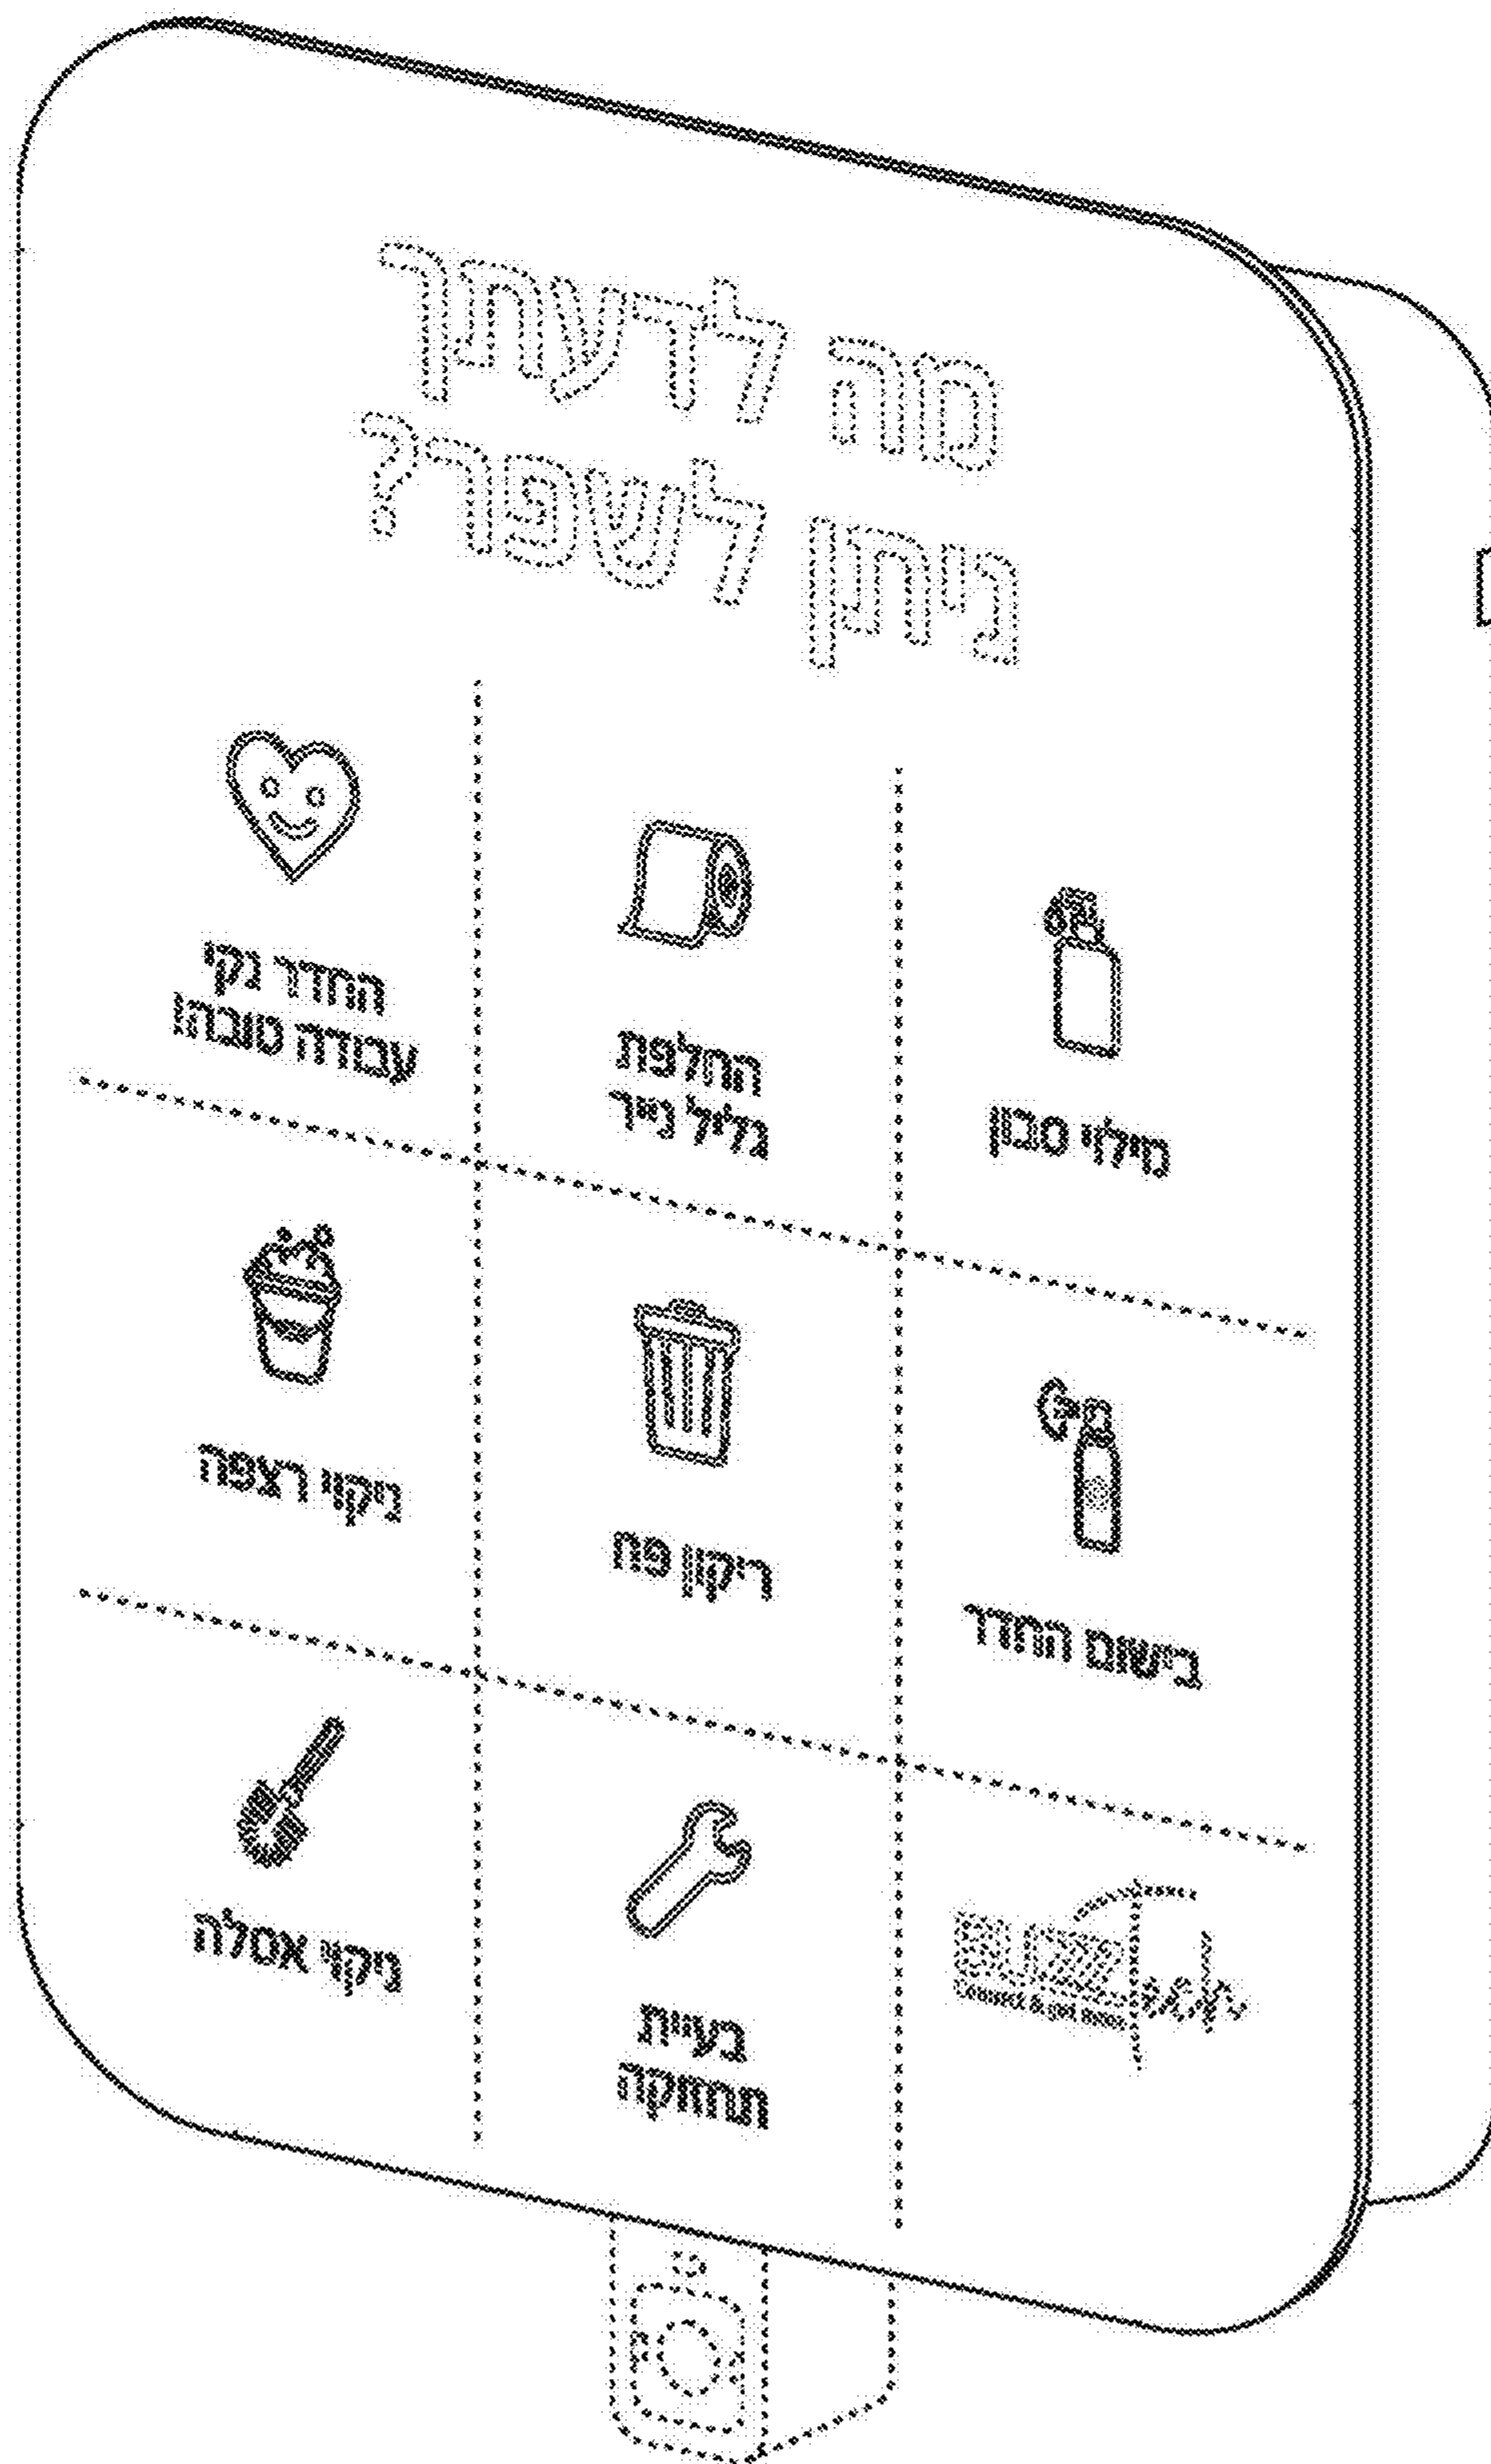 מה לדעתך
ניתן לשפר?
מילוי סבון
החלפת
גליל נייר
החדר נקי
עבודה טובה!
בישום החדר
ריקון פח
ניקוי רצפה
בעיית
תחזוקה
ניקוי אסלה